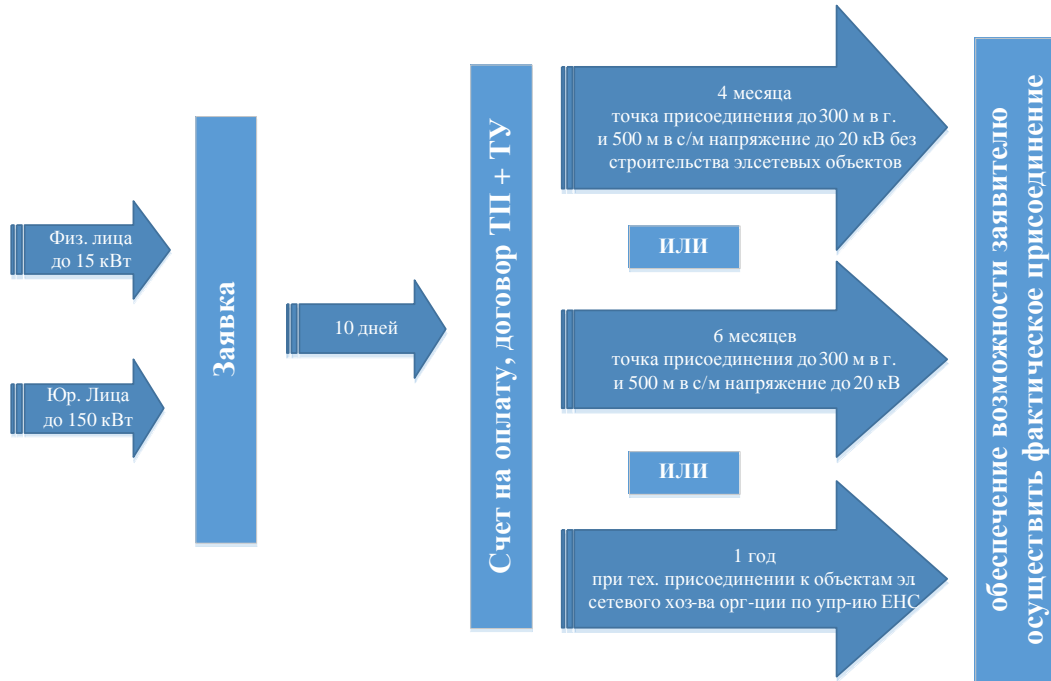 Физ. лица
до 15 кВт
Юр. Лица
до 150 кВт
Заявка
10 дней
Счет на оплату, договор ТП + ТУ
4 месяца
точка присоединения до 300 м в г.
и 500 м в с/м напряжение до 20 кВ без
строительства эл.сетевых объектов
ИЛИ
6 месяцев
точка присоединения до 300 м в г.
и 500 м в с/м напряжение до 20 кВ
ИЛИ
1 год
при тех. присоединении к объектам эл.
сетевого хоз-ва орг-ции по упр-ию ЕНС
обеспечение возможности заявителю
осуществить фактическое присоединение